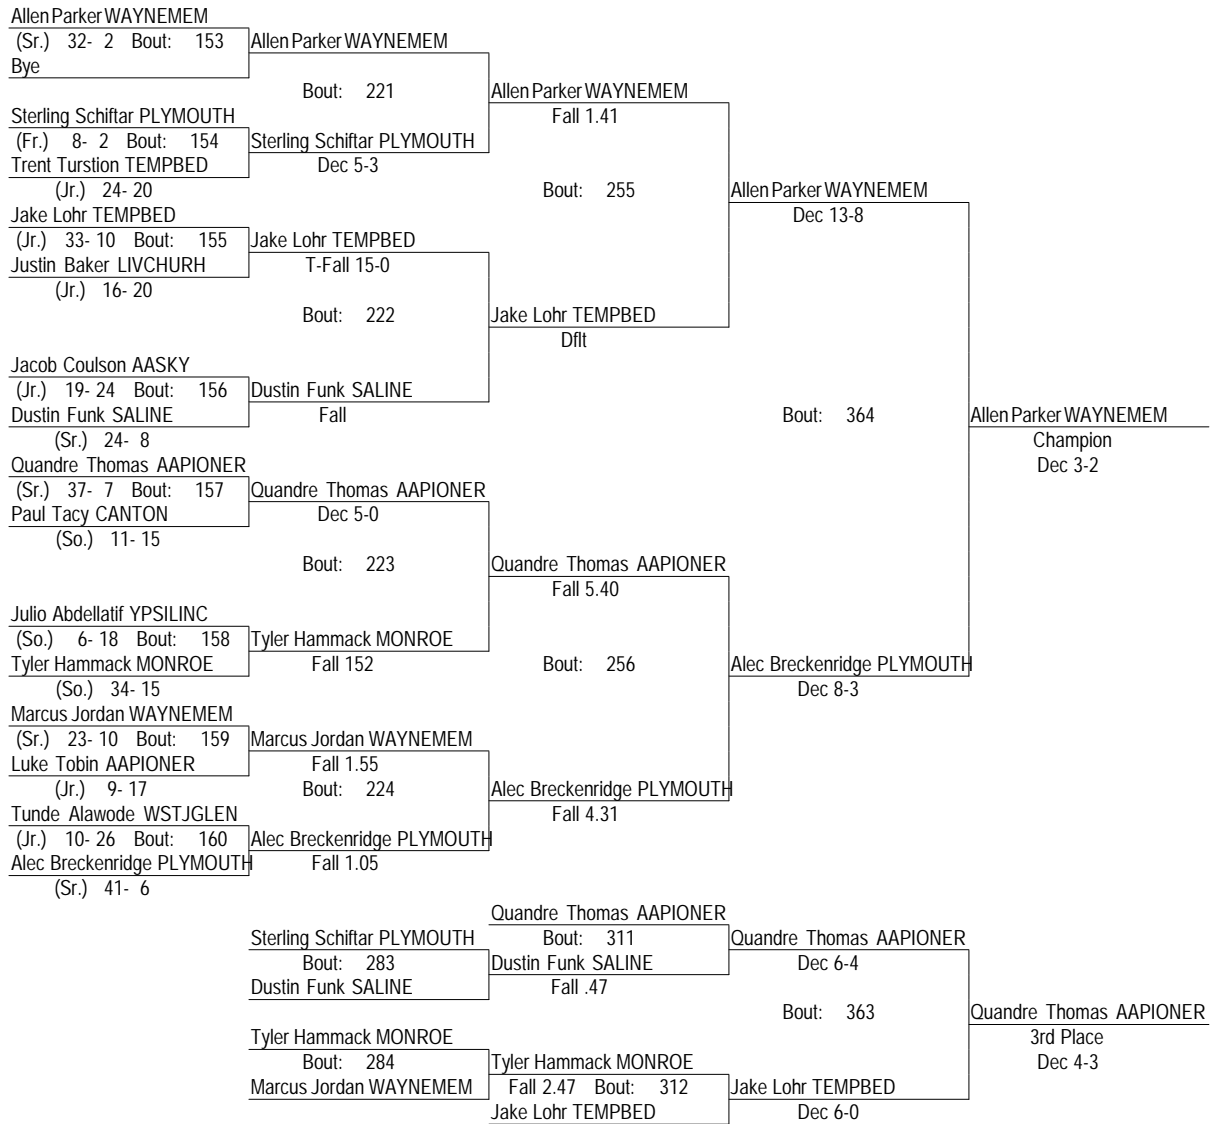 Allen Parker WAYNEMEM
(Sr.) 32- 2 Bout: 153 Allen Parker WAYNEMEM
Bye
Bout: 221 Allen Parker WAYNEMEM
Sterling Schiftar PLYMOUTH Fall 1.41
(Fr.) 8- 2 Bout: 154 Sterling Schiftar PLYMOUTH
Trent Turstion TEMPBED Dec 5-3
(Jr.) 24- 20 Bout: 255 Allen Parker WAYNEMEM
Jake Lohr TEMPBED Dec 13-8
(Jr.) 33- 10 Bout: 155 Jake Lohr TEMPBED
Justin Baker LIVCHURH T-Fall 15-0
(Jr.) 16- 20
Bout: 222 Jake Lohr TEMPBED
Dflt
Jacob Coulson AASKY
(Jr.) 19- 24 Bout: 156 Dustin Funk SALINE
Dustin Funk SALINE Fall Bout: 364 Allen Parker WAYNEMEM
(Sr.) 24- 8 Champion
Quandre Thomas AAPIONER Dec 3-2
(Sr.) 37- 7 Bout: 157 Quandre Thomas AAPIONER
Paul Tacy CANTON Dec 5-0
(So.) 11- 15
Bout: 223 Quandre Thomas AAPIONER
Fall 5.40
Julio Abdellatif YPSILINC
(So.) 6- 18 Bout: 158 Tyler Hammack MONROE
Tyler Hammack MONROE Fall 152 Bout: 256 Alec Breckenridge PLYMOUTH
(So.) 34- 15 Dec 8-3
Marcus Jordan WAYNEMEM
(Sr.) 23- 10 Bout: 159 Marcus Jordan WAYNEMEM
Luke Tobin AAPIONER Fall 1.55
(Jr.) 9- 17 Bout: 224 Alec Breckenridge PLYMOUTH
Tunde Alawode WSTJGLEN Fall 4.31
(Jr.) 10- 26 Bout: 160 Alec Breckenridge PLYMOUTH
Alec Breckenridge PLYMOUTH Fall 1.05
(Sr.) 41- 6
Quandre Thomas AAPIONER
Sterling Schiftar PLYMOUTH Bout: 311 Quandre Thomas AAPIONER
Bout: 283 Dustin Funk SALINE Dec 6-4
Dustin Funk SALINE Fall .47
Bout: 363 Quandre Thomas AAPIONER
Tyler Hammack MONROE 3rd Place
Bout: 284 Tyler Hammack MONROE Dec 4-3
Marcus Jordan WAYNEMEM Fall 2.47 Bout: 312 Jake Lohr TEMPBED
Jake Lohr TEMPBED Dec 6-0